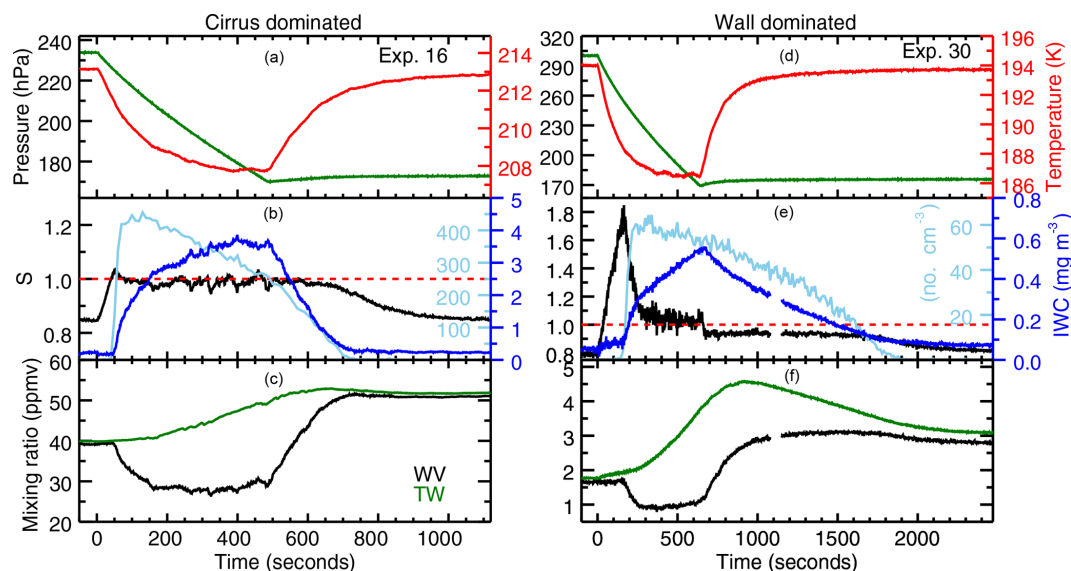 Cirrus dominated
Wall dominated
(a)
Exp. 16
240
220
200
180
Pressure (hPa)
214
212
210
208
(d)
Exp. 30
320
290
260
230
200
170
196
194
192
190
188
186
Temperature (K)
(b)
1.2
1.0
0.8
S
400
300
200
100
5
4
3
2
1
0
(e)
1.8
1.6
1.4
1.2
1.0
0.8
60
40
20
(no. cm⁻³)
0.8
0.6
0.4
0.2
0.0
IWC (mg m⁻³)
(c)
60
50
40
30
20
Mixing ratio (ppmv)
WV
TW
0 200 400 600 800 1000
Time (seconds)
(f)
5
4
3
2
1
0 500 1000 1500 2000
Time (seconds)